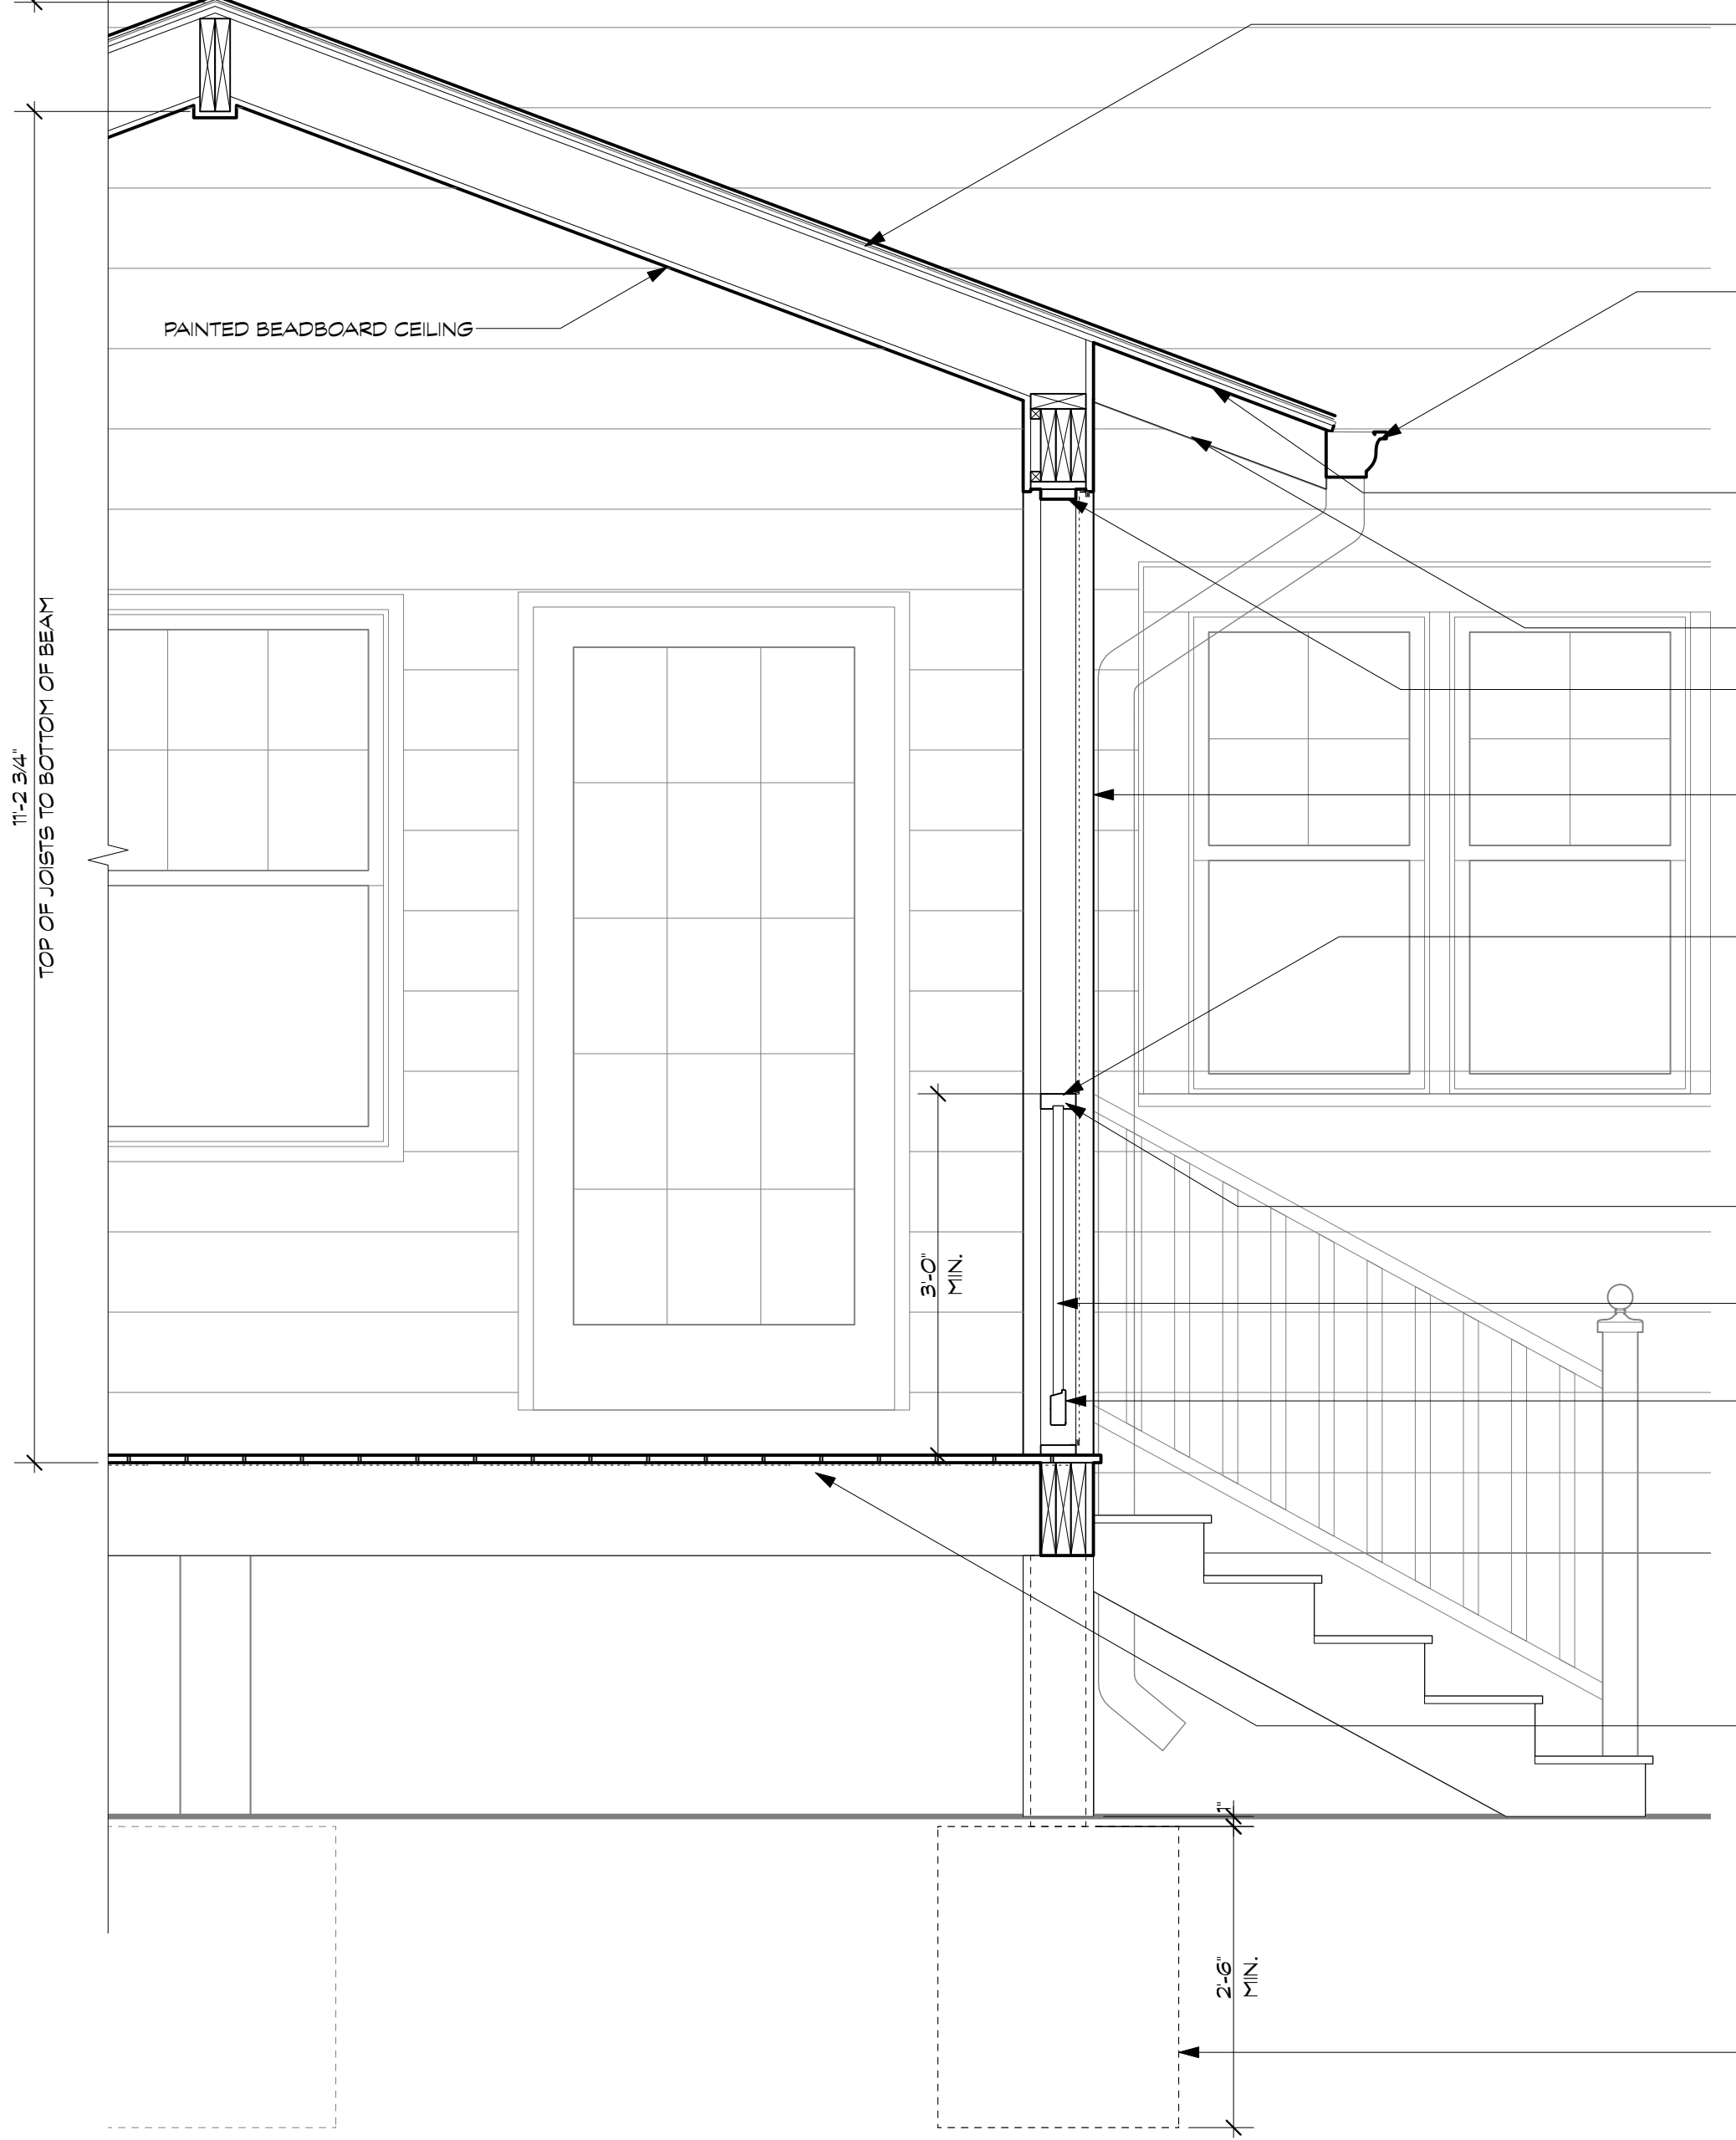 PAINTED BEADBOARD CEILING
11'-2 3/4"
TOP OF JOISTS TO BOTTOM OF BEAM
3'-0"
MIN.
1"
2'-6"
MIN.